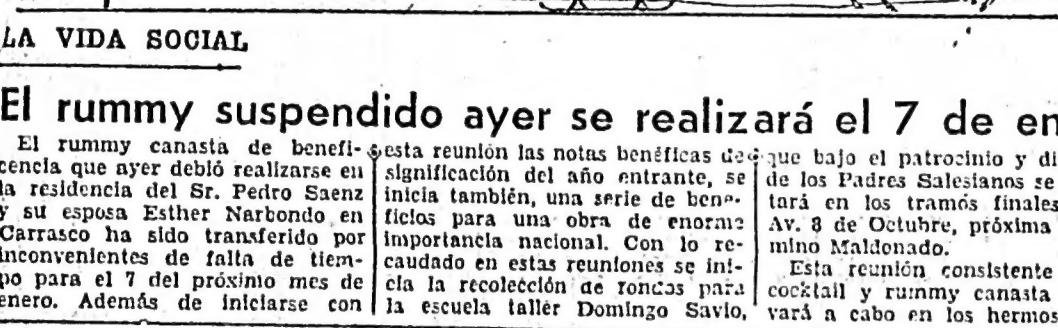 LA VIDA SOCIAL
El rummy suspendido ayer se realizará el 7 de en
El rummy canasta de benefi-
cencia que ayer debió realizarse en
la residencia del Sr. Pedro Saenz
y su esposa Esther Narbondo en
Carrasco ha sido transferido por
inconvenientes de falta de tiem-
po para el 7 del próximo mes de
enero. Además de iniciarse con
esta reunión las notas benéficas de
significación del año entrante, se
inicia también, una serie de bene-
ficios para una obra de enorme
importancia nacional. Con lo re-
caudado en estas reuniones se ini-
cia la recolección de fondos para
la escuela taller Domingo Savio,
que bajo el patrocinio y di
de los Padres Salesianos se
tará en los tramos finales
Av. 8 de Octubre, próxima
mino Maldonado.
Esta reunión consistente
cocktail y rummy canasta
vará a cabo en los hermos